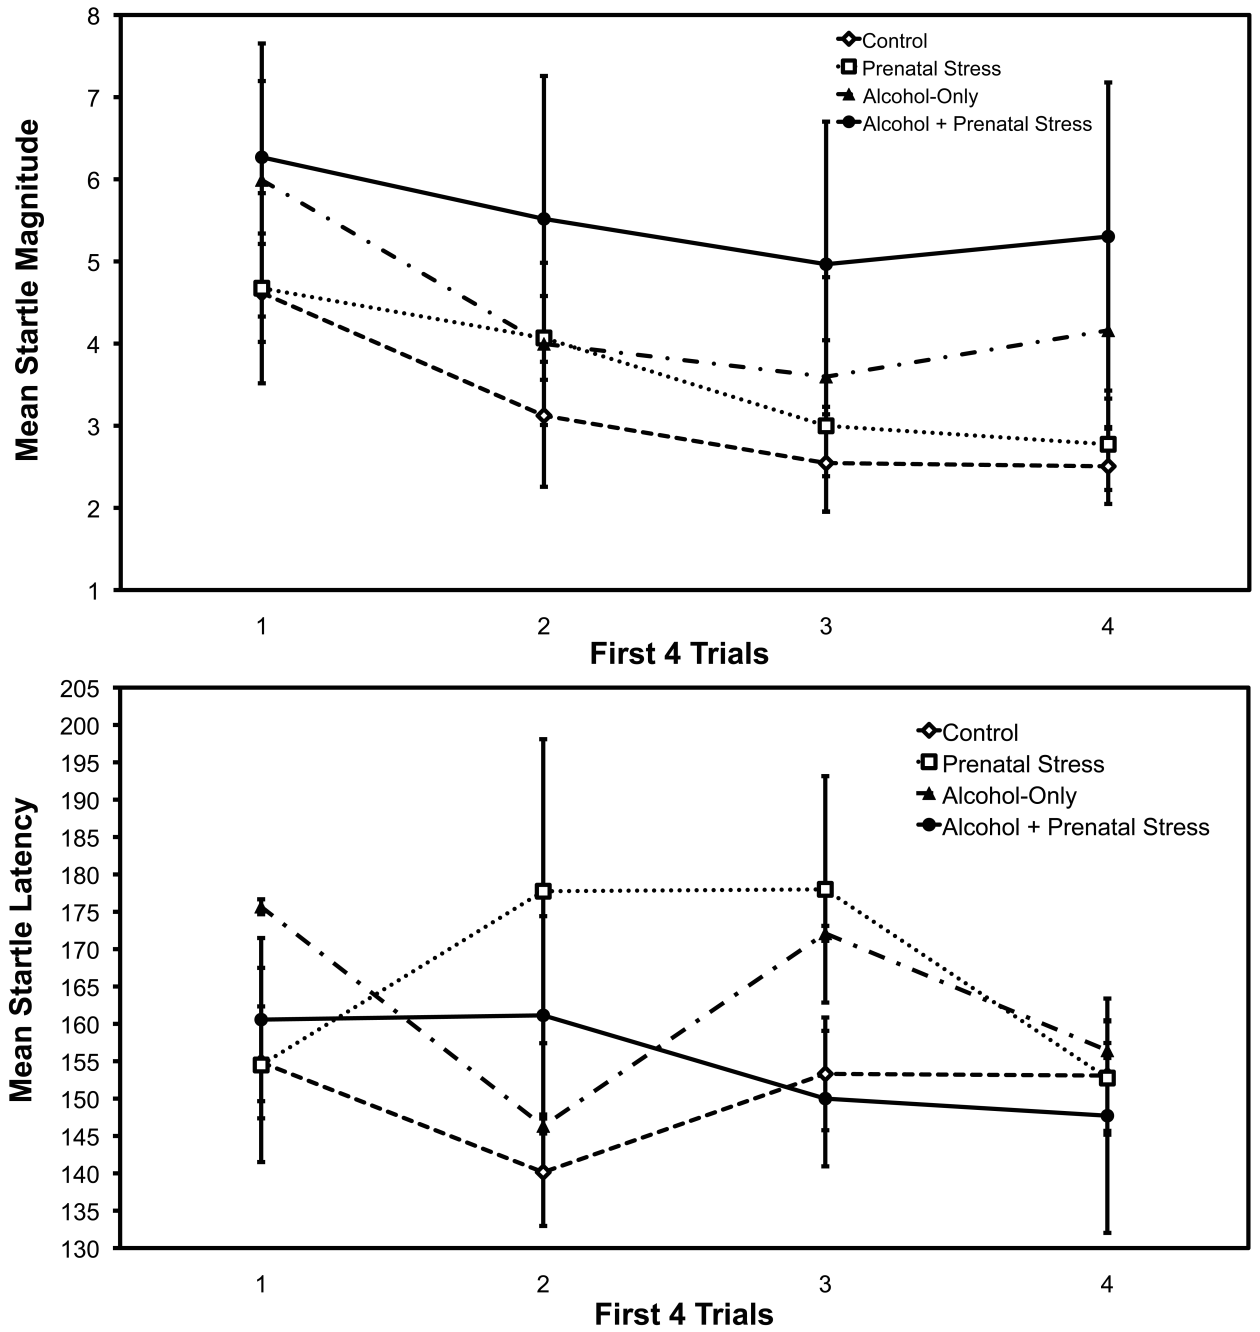 8
Control
Prenatal Stress
7
Alcohol-Only
Alcohol + Prenatal Stress
6
5
4
3
2
1
Mean Startle Magnitude
1 2 3 4
First 4 Trials
205
200
Control
195
Prenatal Stress
190
Alcohol-Only
185
Alcohol + Prenatal Stress
180
175
170
165
160
155
150
145
140
135
130
Mean Startle Latency
1 2 3 4
First 4 Trials